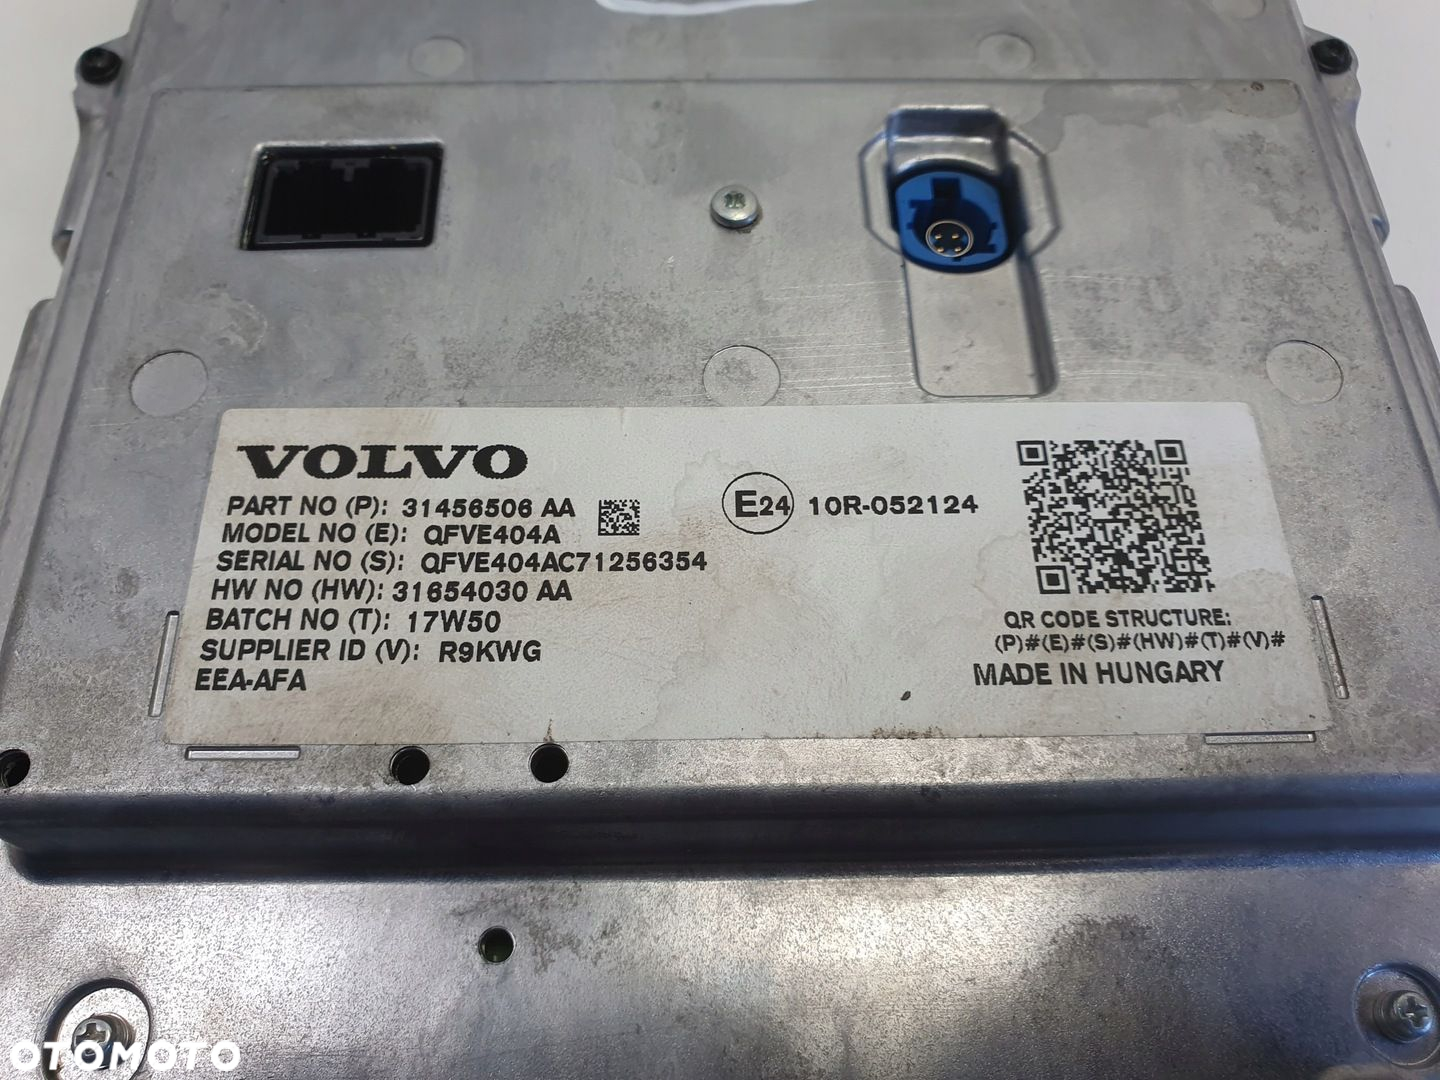 VOLVO
PART NO (P): 31456506 AA
MODEL NO (E): QFVE404A
SERIAL NO (S): QFVE404AC71256354
HW NO (HW): 31654030 AA
BATCH NO (T): 17W50
SUPPLIER ID (V): R9KWG
EEA-AFA
E24 10R-052124
QR CODE STRUCTURE:
(P)#(E)#(S)#(HW)#(T)#(V)#
MADE IN HUNGARY
OTOMOTO